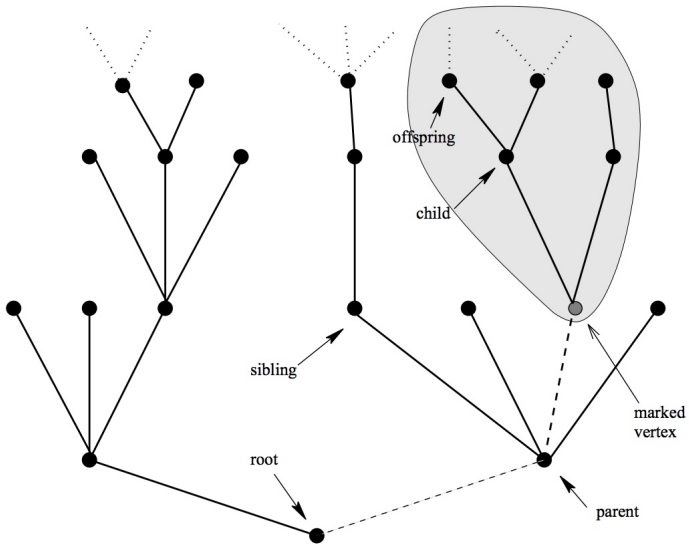 offspring
child
sibling
marked
vertex
root
parent